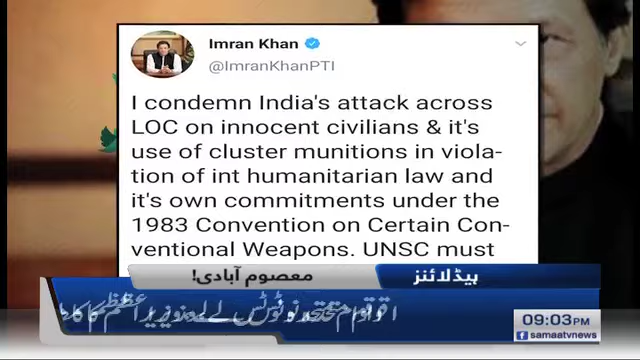 Imran Khan
@ImranKhanPTI
I condemn India's attack across
LOC on innocent civilians & it's
use of cluster munitions in viola-
tion of int humanitarian law and
it's own commitments under the
1983 Convention on Certain Con-
ventional Weapons. UNSC must
ہیڈلائنز
معصوم آبادی!
اقوام متحدہ نوٹس لے
09:03PM
samaatvnews